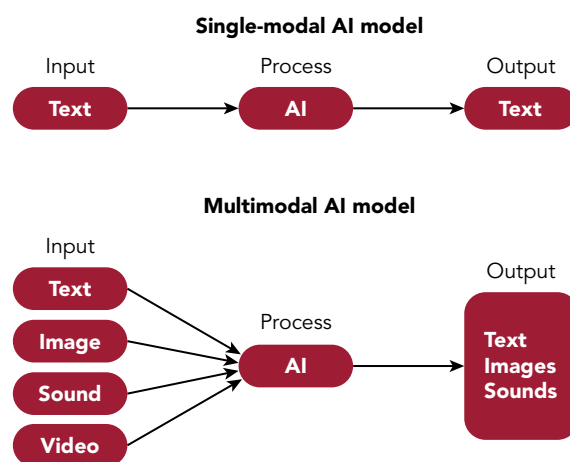 Single-modal AI model
Input
Process
Output
Text
AI
Text
Multimodal AI model
Input
Text
Image
Sound
Video
Process
AI
Output
Text
Images
Sounds